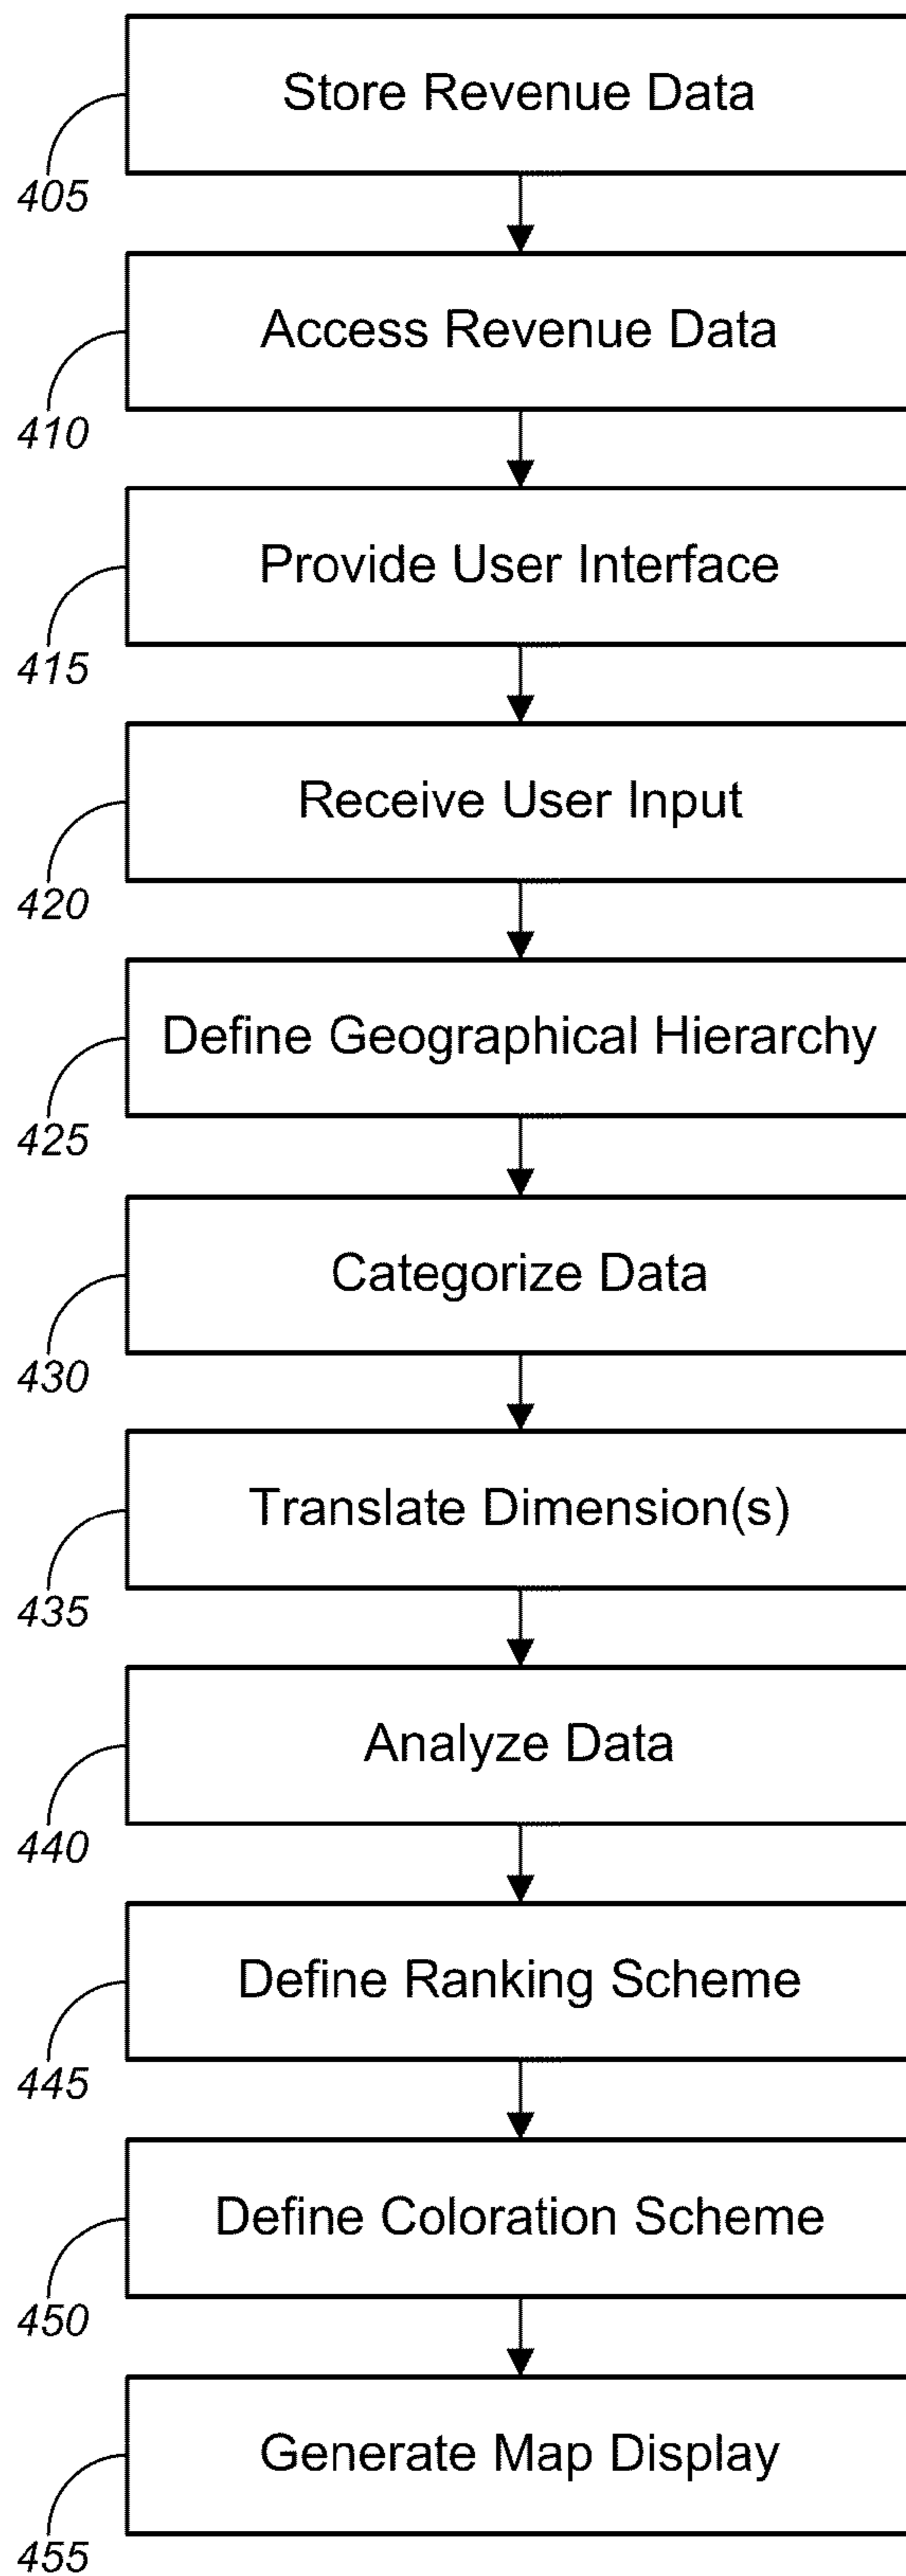 Store Revenue Data
405
Access Revenue Data
410
Provide User Interface
415
Receive User Input
420
Define Geographical Hierarchy
425
Categorize Data
430
Translate Dimension(s)
435
Analyze Data
440
Define Ranking Scheme
445
Define Coloration Scheme
450
Generate Map Display
455